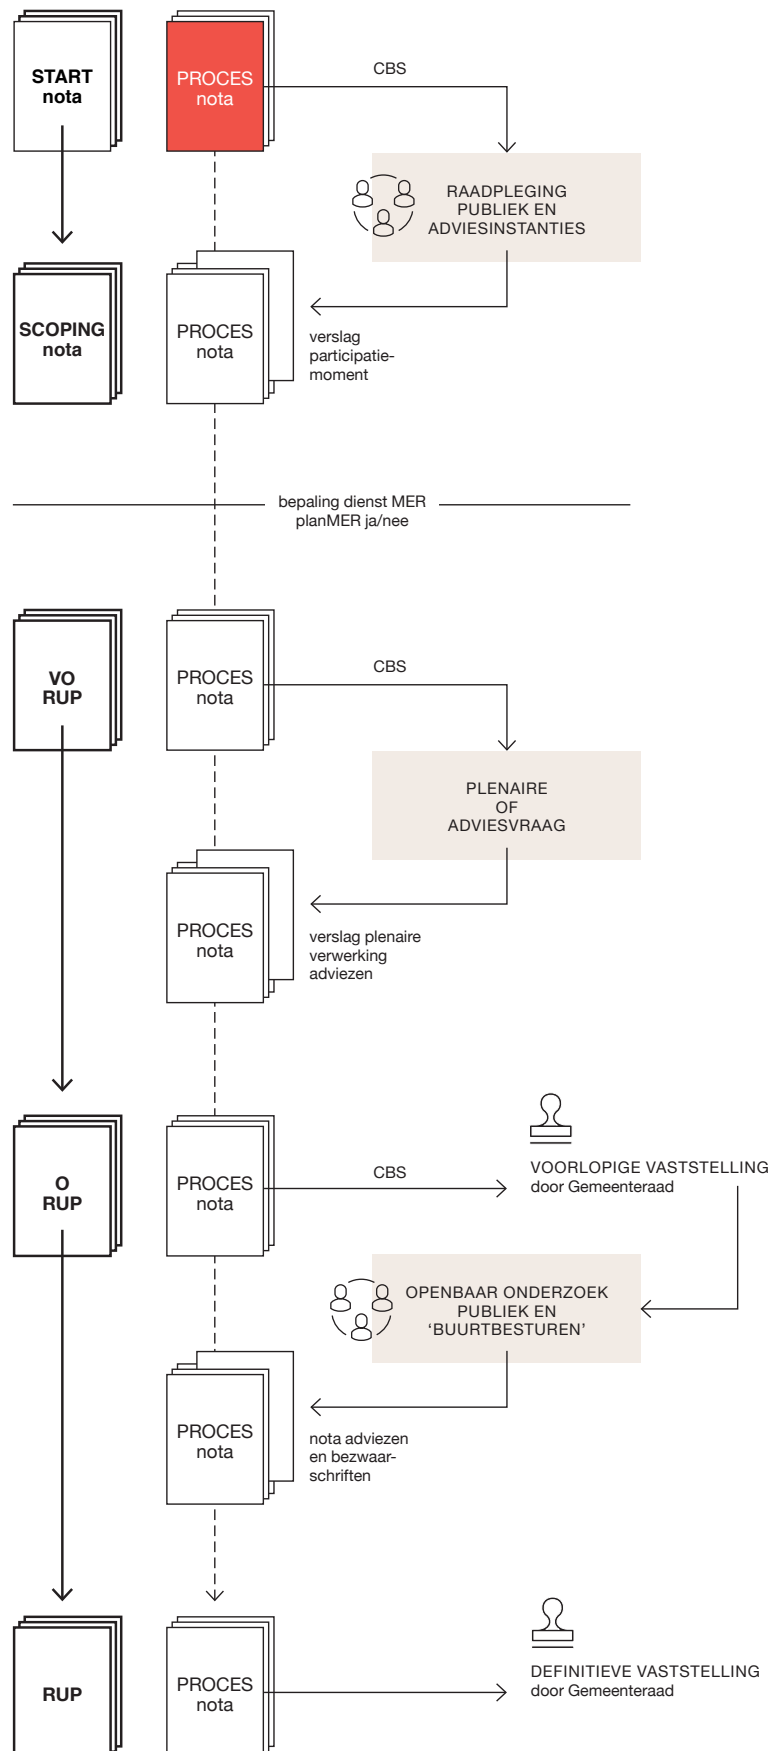 START
nota
PROCES
nota
CBS
RAADPLEGING
PUBLIEK EN
ADVIESINSTANTIES
SCOPING
nota
PROCES
nota
verslag
participatie-
moment
bepaling dienst MER
planMER ja/nee
VO
RUP
PROCES
nota
CBS
PLENAIRE
OF
ADVIESVRAAG
PROCES
nota
verslag plenaire
verwerking
adviezen
O
RUP
PROCES
nota
CBS
VOORLOPIGE VASTSTELLING
door Gemeenteraad
OPENBAAR ONDERZOEK
PUBLIEK EN
‘BUURTBESTUREN’
PROCES
nota
nota adviezen
en bezwaar-
schriften
RUP
PROCES
nota
DEFINITIEVE VASTSTELLING
door Gemeenteraad